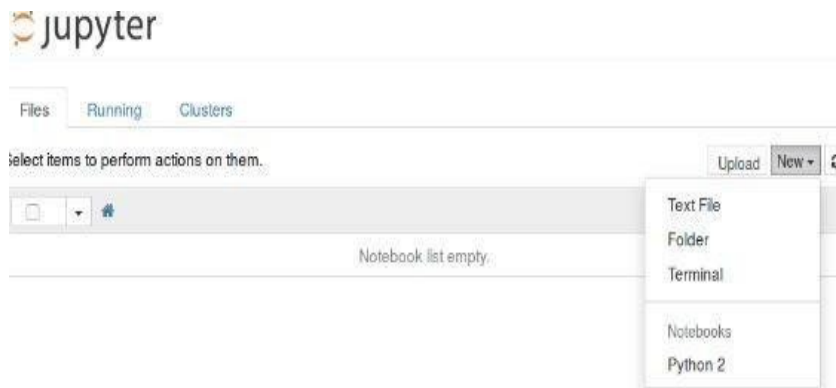 jupyter
Files Running Clusters
Select items to perform actions on them.
Upload New
Text File
Folder
Notebook list empty.
Terminal
Notebooks
Python 2